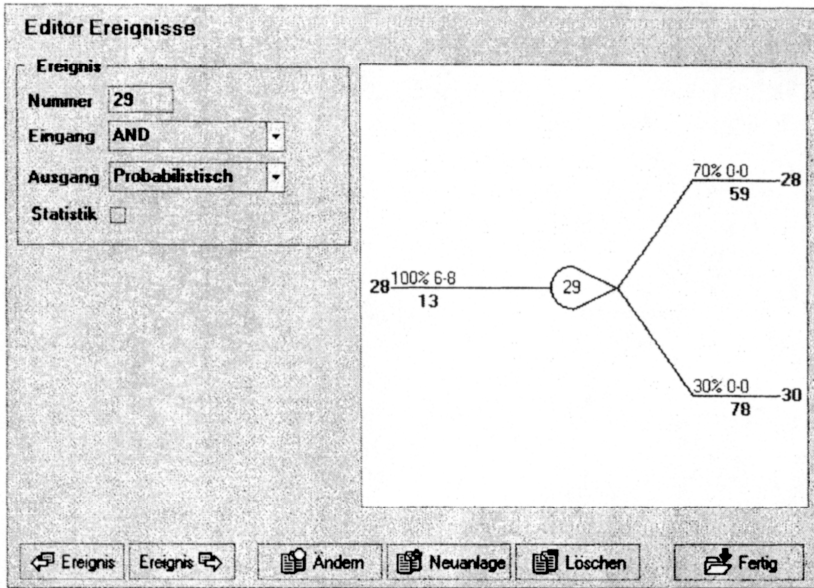 Editor Ereignisse
Ereignis
Nummer 29
Eingang AND
Ausgang Probabilistisch
Statistik
70% 0-0
28
59
28
100% 6-8
13
29
30% 0-0
30
78
Ereignis
Ereignis
Ändern
Neuanlage
Löschen
Fertig